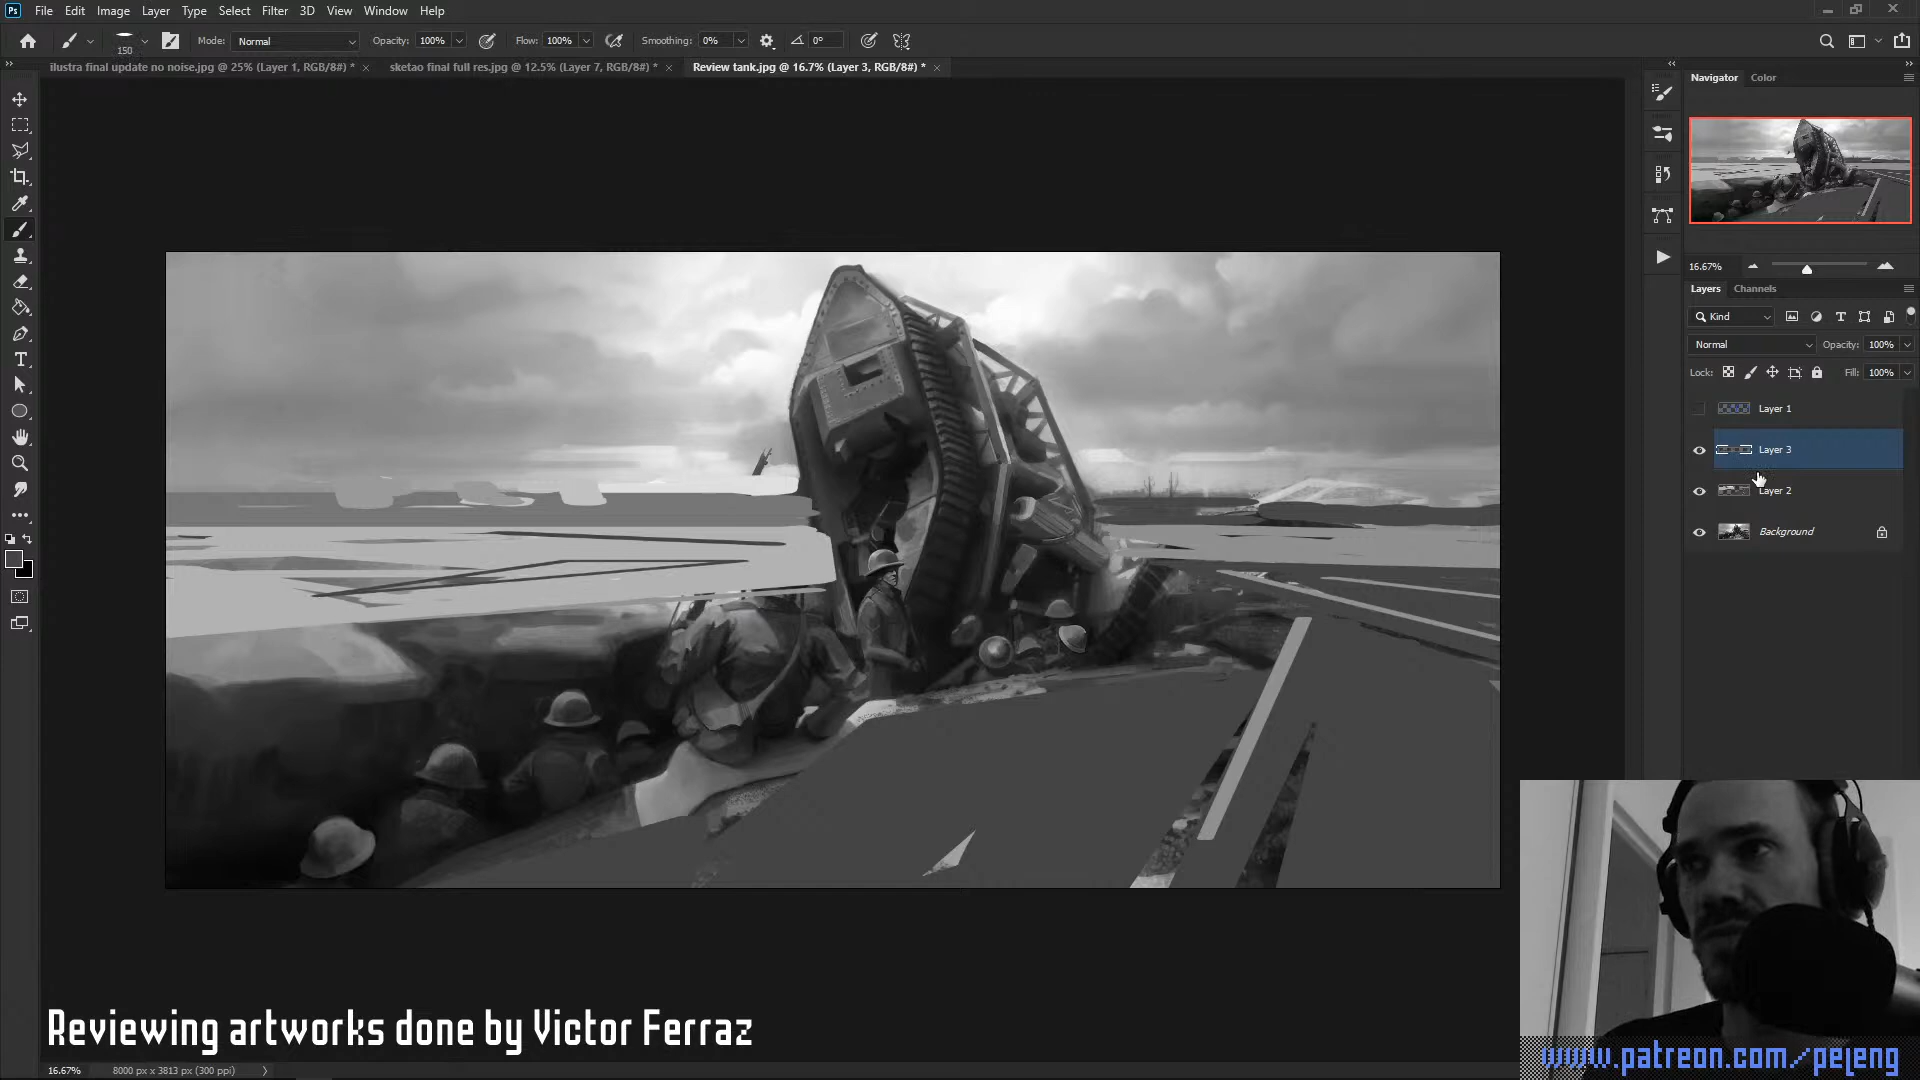 Ps File Edit Image Layer Type Select Filter 3D View Window Help
150 Mode: Normal Opacity: 100% Flow: 100% Smoothing: 0% 0°
ilustra final update no noise.jpg @ 25% (Layer 1, RGB/8#) * × sketao final full res.jpg @ 12.5% (Layer 7, RGB/8#) * × Review tank.jpg @ 16.7% (Layer 3, RGB/8#) * ×
Navigator Color
16.67%
Layers Channels
Kind
Normal Opacity: 100%
Lock: Fill: 100%
Layer 1
Layer 3
Layer 2
Background
Reviewing artworks done by Victor Ferraz
www.patreon.com/peleng
16.67% 8000 px x 3813 px (300 ppi)